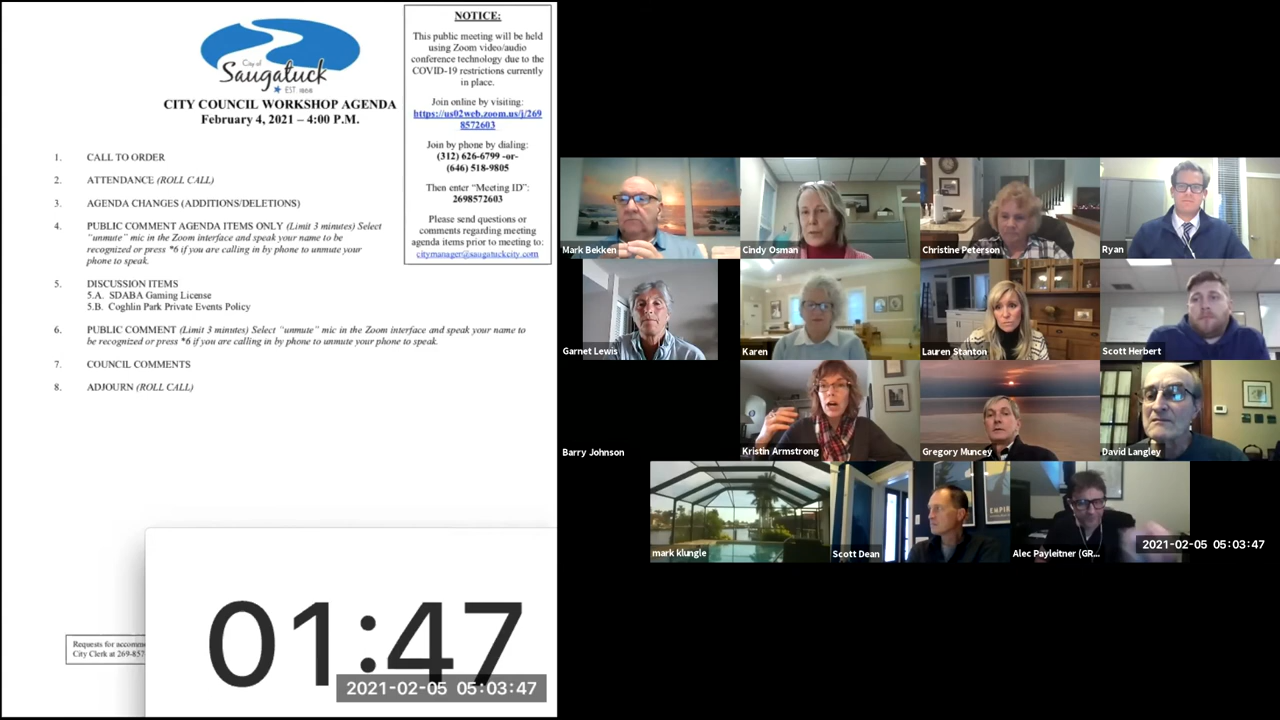 City of
Saugatuck
EST. 1868
CITY COUNCIL WORKSHOP AGENDA
February 4, 2021 – 4:00 P.M.
NOTICE:
This public meeting will be held
using Zoom video/audio
conference technology due to the
COVID-19 restrictions currently
in place.
Join online by visiting:
https://us02web.zoom.us/j/269
8572603
Join by phone by dialing:
(312) 626-6799 -or-
(646) 518-9805
Then enter “Meeting ID”:
2698572603
Please send questions or
comments regarding meeting
agenda items prior to meeting to:
citymanager@saugatuckcity.com
1. CALL TO ORDER
2. ATTENDANCE (ROLL CALL)
3. AGENDA CHANGES (ADDITIONS/DELETIONS)
4. PUBLIC COMMENT AGENDA ITEMS ONLY (Limit 3 minutes) Select
“unmute” mic in the Zoom interface and speak your name to be
recognized or press *6 if you are calling in by phone to unmute your
phone to speak.
5. DISCUSSION ITEMS
5.A. SDABA Gaming License
5.B. Coghlin Park Private Events Policy
6. PUBLIC COMMENT (Limit 3 minutes) Select “unmute” mic in the Zoom interface and speak your name to
be recognized or press *6 if you are calling in by phone to unmute your phone to speak.
7. COUNCIL COMMENTS
8. ADJOURN (ROLL CALL)
Requests for
City Clerk at 269-857
01:47
2021-02-05 05:03:47
Mark Bekken
Cindy Osman
Christine Peterson
Ryan
Garnet Lewis
Karen
Lauren Stanton
Scott Herbert
Barry Johnson
Kristin Armstrong
Gregory Muncey
David Langley
mark klungle
Scott Dean
EMPI
Alec Payleitner (GR...
2021-02-05 05:03:47